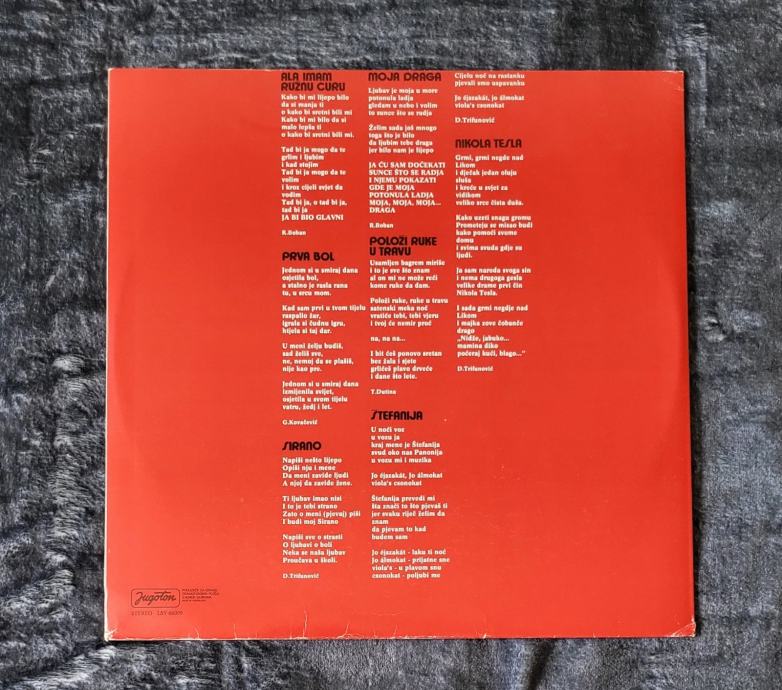 ALA IMAM
RUŽNU CURU
Kako bi mi lijepo bilo
da si manja ti
o kako bi sretni bili mi
Kako bi mi bilo da si
malo lepša ti
o kako bi sretni bili mi.
Tad bi ja mogo da te
grlim i ljubim
i kad stojim
Tad bi ja mogo da te
volim
i kroz cijeli svjet da
vodim
Tad bi ja, o tad bi ja,
tad bi ja
JA BI BIO GLAVNI
R.Boban
PRVA BOL
Jednom si u smiraj dana
osjetila bol,
a stalno je rasla rana
tu, u srcu mom.
Kad sam prvi u tvom tijelu
raspalio žar,
igrala si čudnu igru,
htjela si taj dar.
U meni želju budiš,
sad želiš sve,
ne, nemoj da se plašiš,
nije kao pre.
Jednom si u smiraj dana
izmijenila svijet,
osjetila u svom tijelu
vatru, žeđ i let.
G.Kovačević
SIRANO
Napiši nešto lijepo
Opiši nju i mene
Da meni zavide ljudi
A njoj da zavide žene.
Ti ljubav imao nisi
I to je tebi strano
Zato o meni (pjevaj) piši
I budi moj Sirano
Napiši sve o strasti
O ljubavi o boli
Neka se naša ljubav
Proučava u školi.
D.Trifunović
MOJA DRAGA
Ljubav je moja u more
potonula ladja
gledam u nebo i volim
to sunce što se radja
Želim sada još mnogo
toga što je bilo
da ljubim tebe draga
jer bilo nam je lijepo
JA ĆU SAM DOČEKATI
SUNCE ŠTO SE RADJA
I NJEMU POKAZATI
GDE JE MOJA
POTONULA LADJA
MOJA, MOJA, MOJA...
DRAGA
R.Boban
POLOŽI RUKE
U TRAVU
Usamljen bagrem miriše
i to je sve što znam
al on mi ne može reći
kome ruke da dam.
Položi ruke, ruke u travu
satenski meka noć
vratiće tebi, tebi vjeru
i tvoj će nemir proć
na, na na...
I bit ćeš ponovo sretan
bez žala i sjete
grlićeš plavo drveće
i dane što lete.
T.Dutina
ŠTEFANIJA
U noći voz
u vozu ja
kraj mene je Štefanija
svud oko nas Panonija
u vozu mi i muzika
Jo éjszakát, Jo álmokat
viola's csonokat
Štefanija prevedi mi
šta znači to što pjevaš ti
jer svaku riječ želim da
znam
da pjevam to kad
budem sam
Jo éjszakát - laku ti noć
Jo álmokat - prijatne sne
viola's - u plavom snu
csonokat - poljubi me
Cijelu noć na rastanku
pjevali smo uspavanku
Jo éjszakát, jo álmokat
viola's csonokat
D.Trifunović
NIKOLA TESLA
Grmi, grmi negde nad
Likom
i dječak jedan oluju
sluša
i kreće u svjet za
vidikom
veliko srce čista duša.
Kako uzeti snagu gromu
Prometeju se misao budi
kako pomoći svome
domu
i svima svuda gdje su
ljudi.
Ja sam naroda svoga sin
i nema drugoga gesla
velike drame prvi čin
Nikola Tesla.
I sada grmi negdje nad
Likom
i majka zove čobanče
drago
„Nidže, jabuko...
mamina diko
počeraj kući, blago..."
D.Trifunović
Jugoton
STEREO LSY